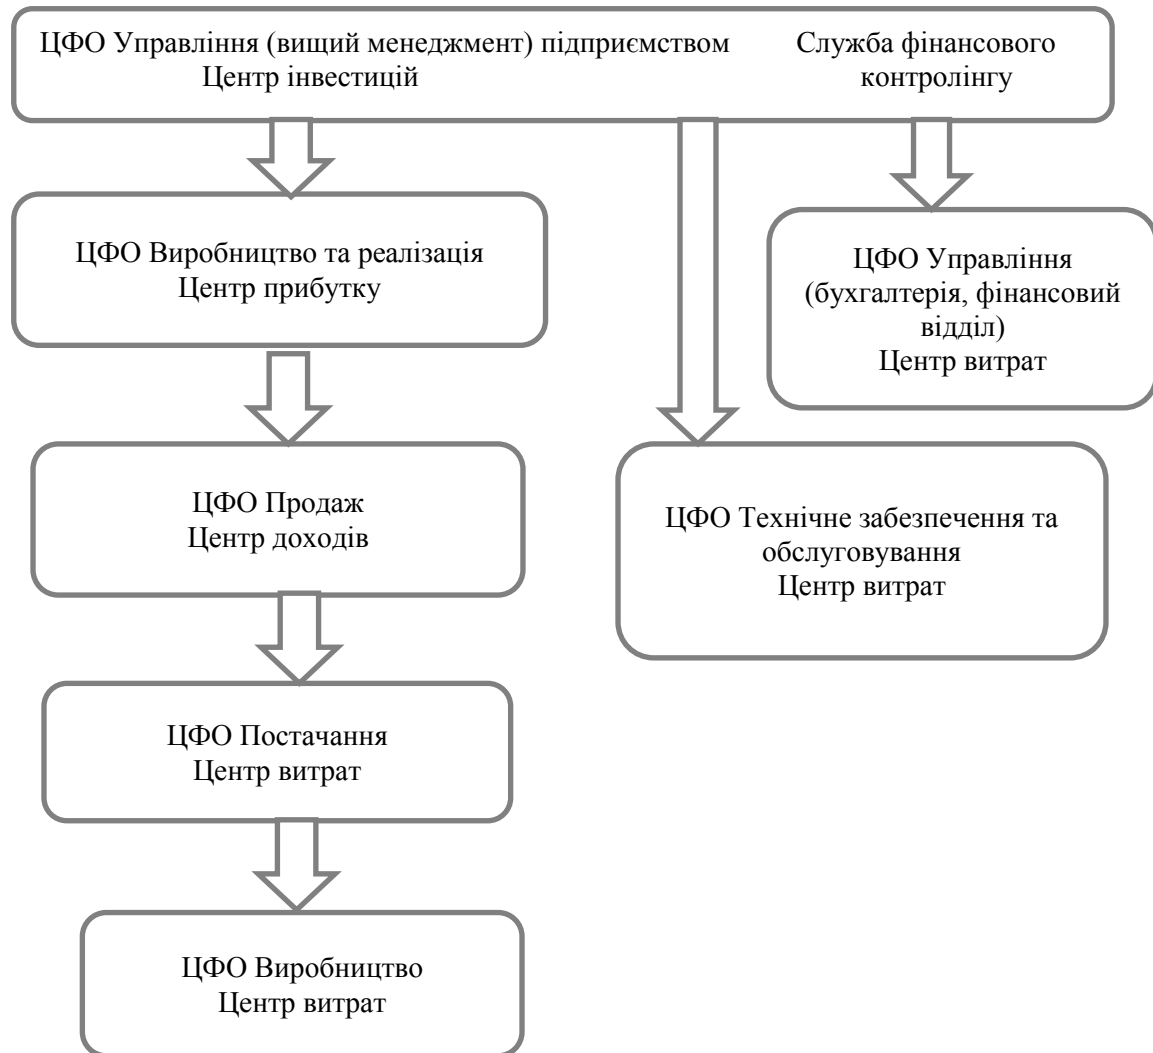 ЦФО Управління (вищий менеджмент) підприємством
Центр інвестицій
Служба фінансового
контролінгу
ЦФО Виробництво та реалізація
Центр прибутку
ЦФО Управління
(бухгалтерія, фінансовий
відділ)
Центр витрат
ЦФО Продаж
Центр доходів
ЦФО Технічне забезпечення та
обслуговування
Центр витрат
ЦФО Постачання
Центр витрат
ЦФО Виробництво
Центр витрат